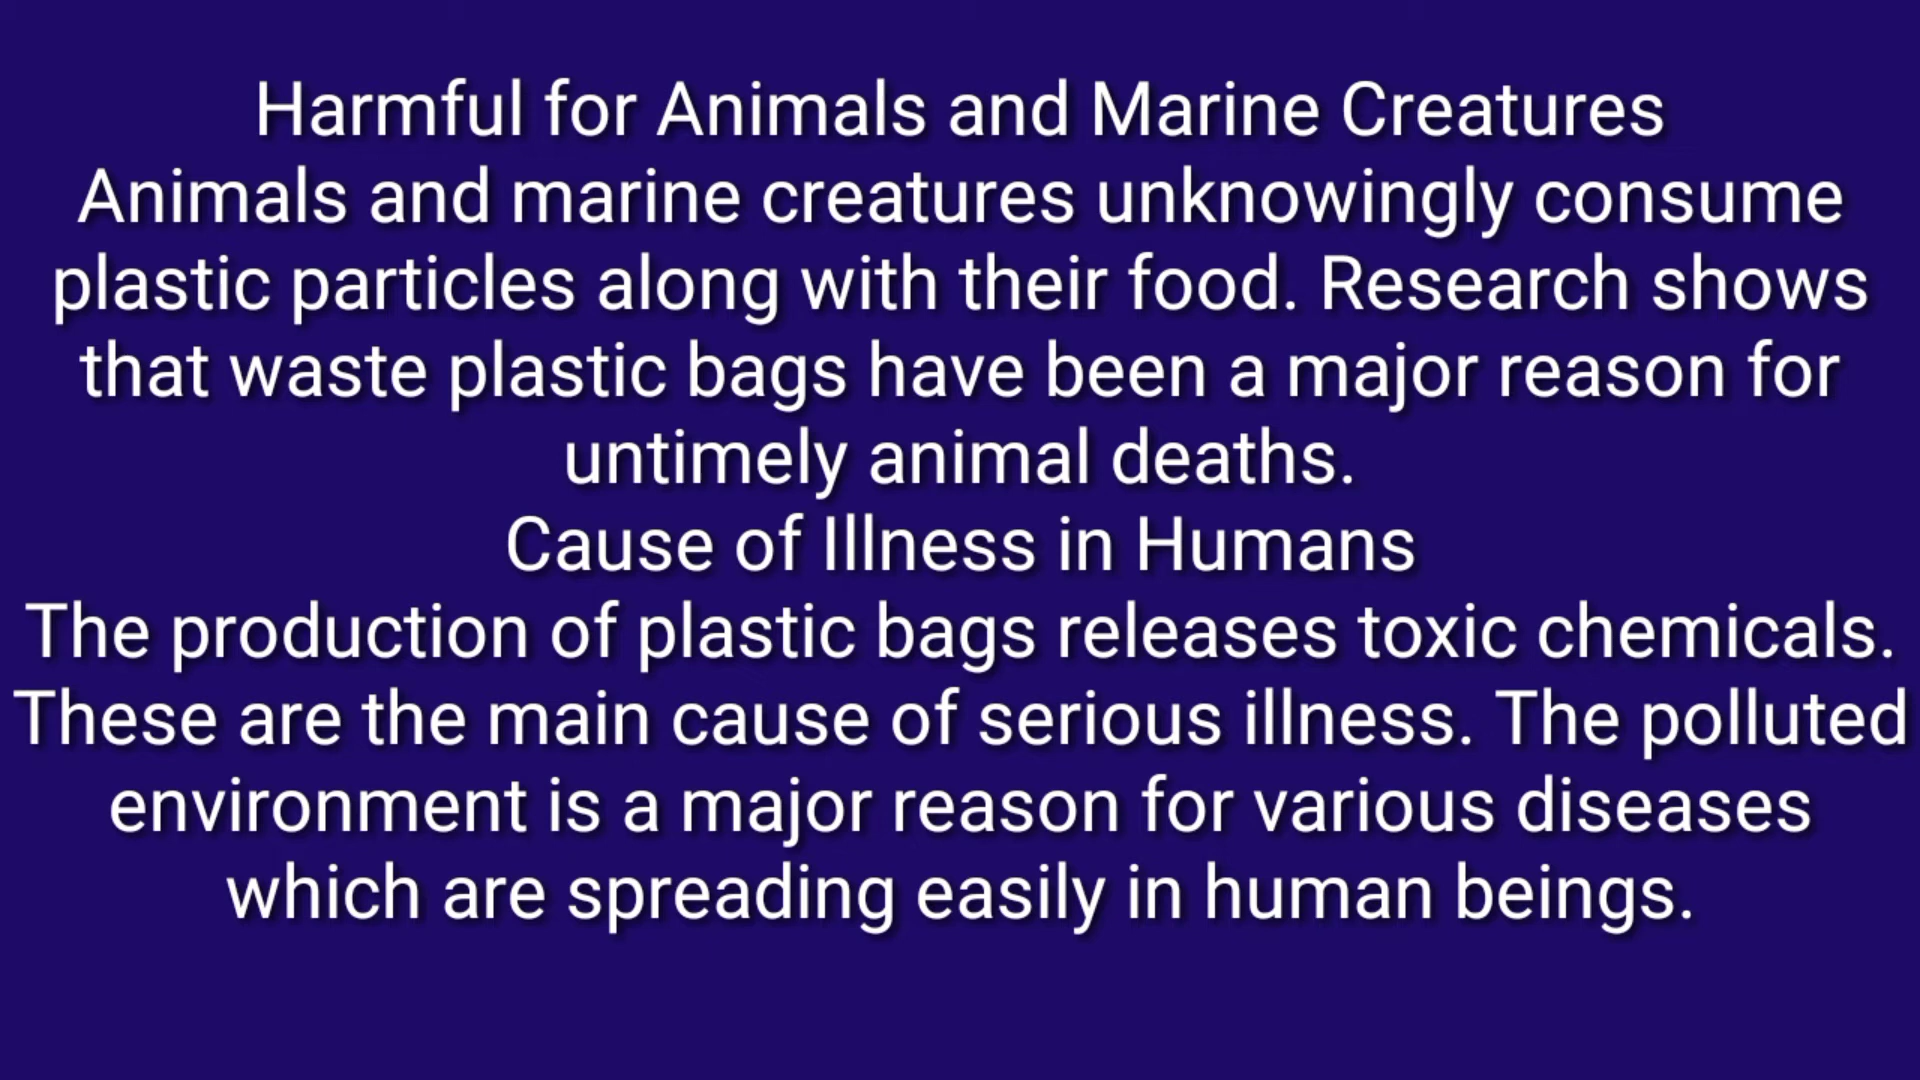 Harmful for Animals and Marine Creatures
Animals and marine creatures unknowingly consume
plastic particles along with their food. Research shows
that waste plastic bags have been a major reason for
untimely animal deaths.
Cause of Illness in Humans
The production of plastic bags releases toxic chemicals.
These are the main cause of serious illness. The polluted
environment is a major reason for various diseases
which are spreading easily in human beings.